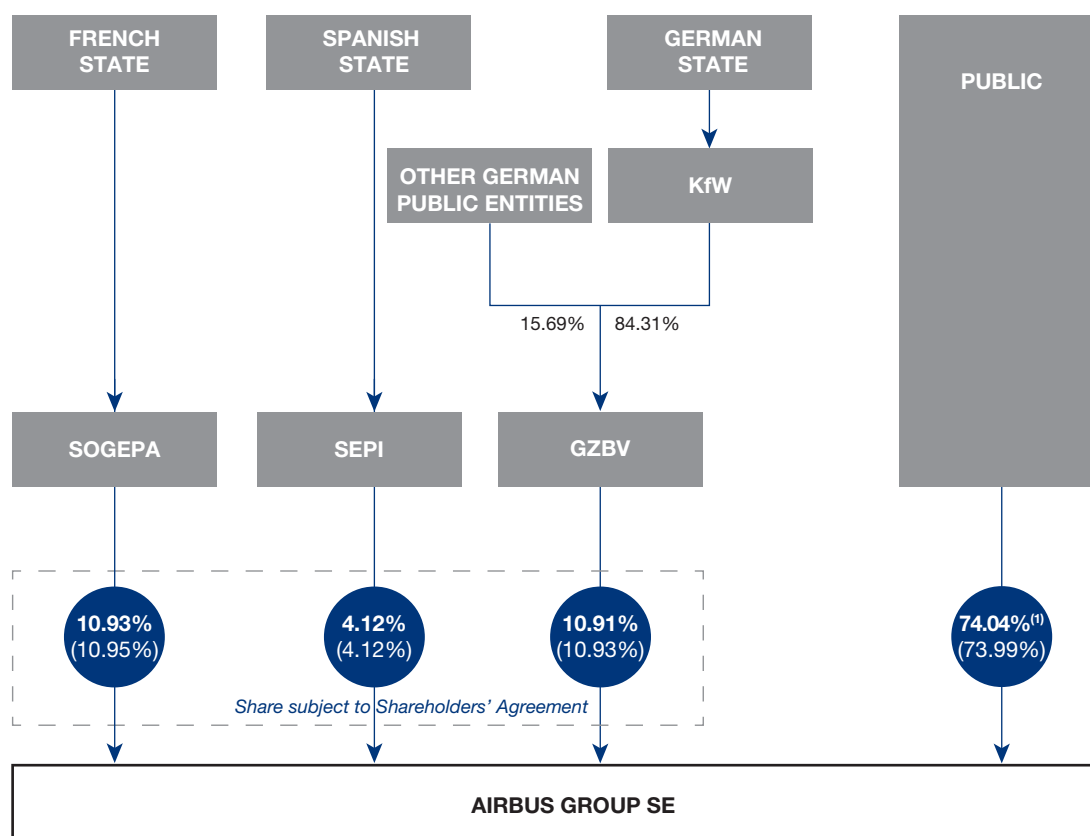 FRENCH
STATE
SPANISH
STATE
GERMAN
STATE
PUBLIC
OTHER GERMAN
PUBLIC ENTITIES
KfW
15.69%
84.31%
SOGEPA
SEPI
GZBV
10.93%
(10.95%)
4.12%
(4.12%)
10.91%
(10.93%)
74.04%(1)
(73.99%)
Share subject to Shareholders' Agreement
AIRBUS GROUP SE